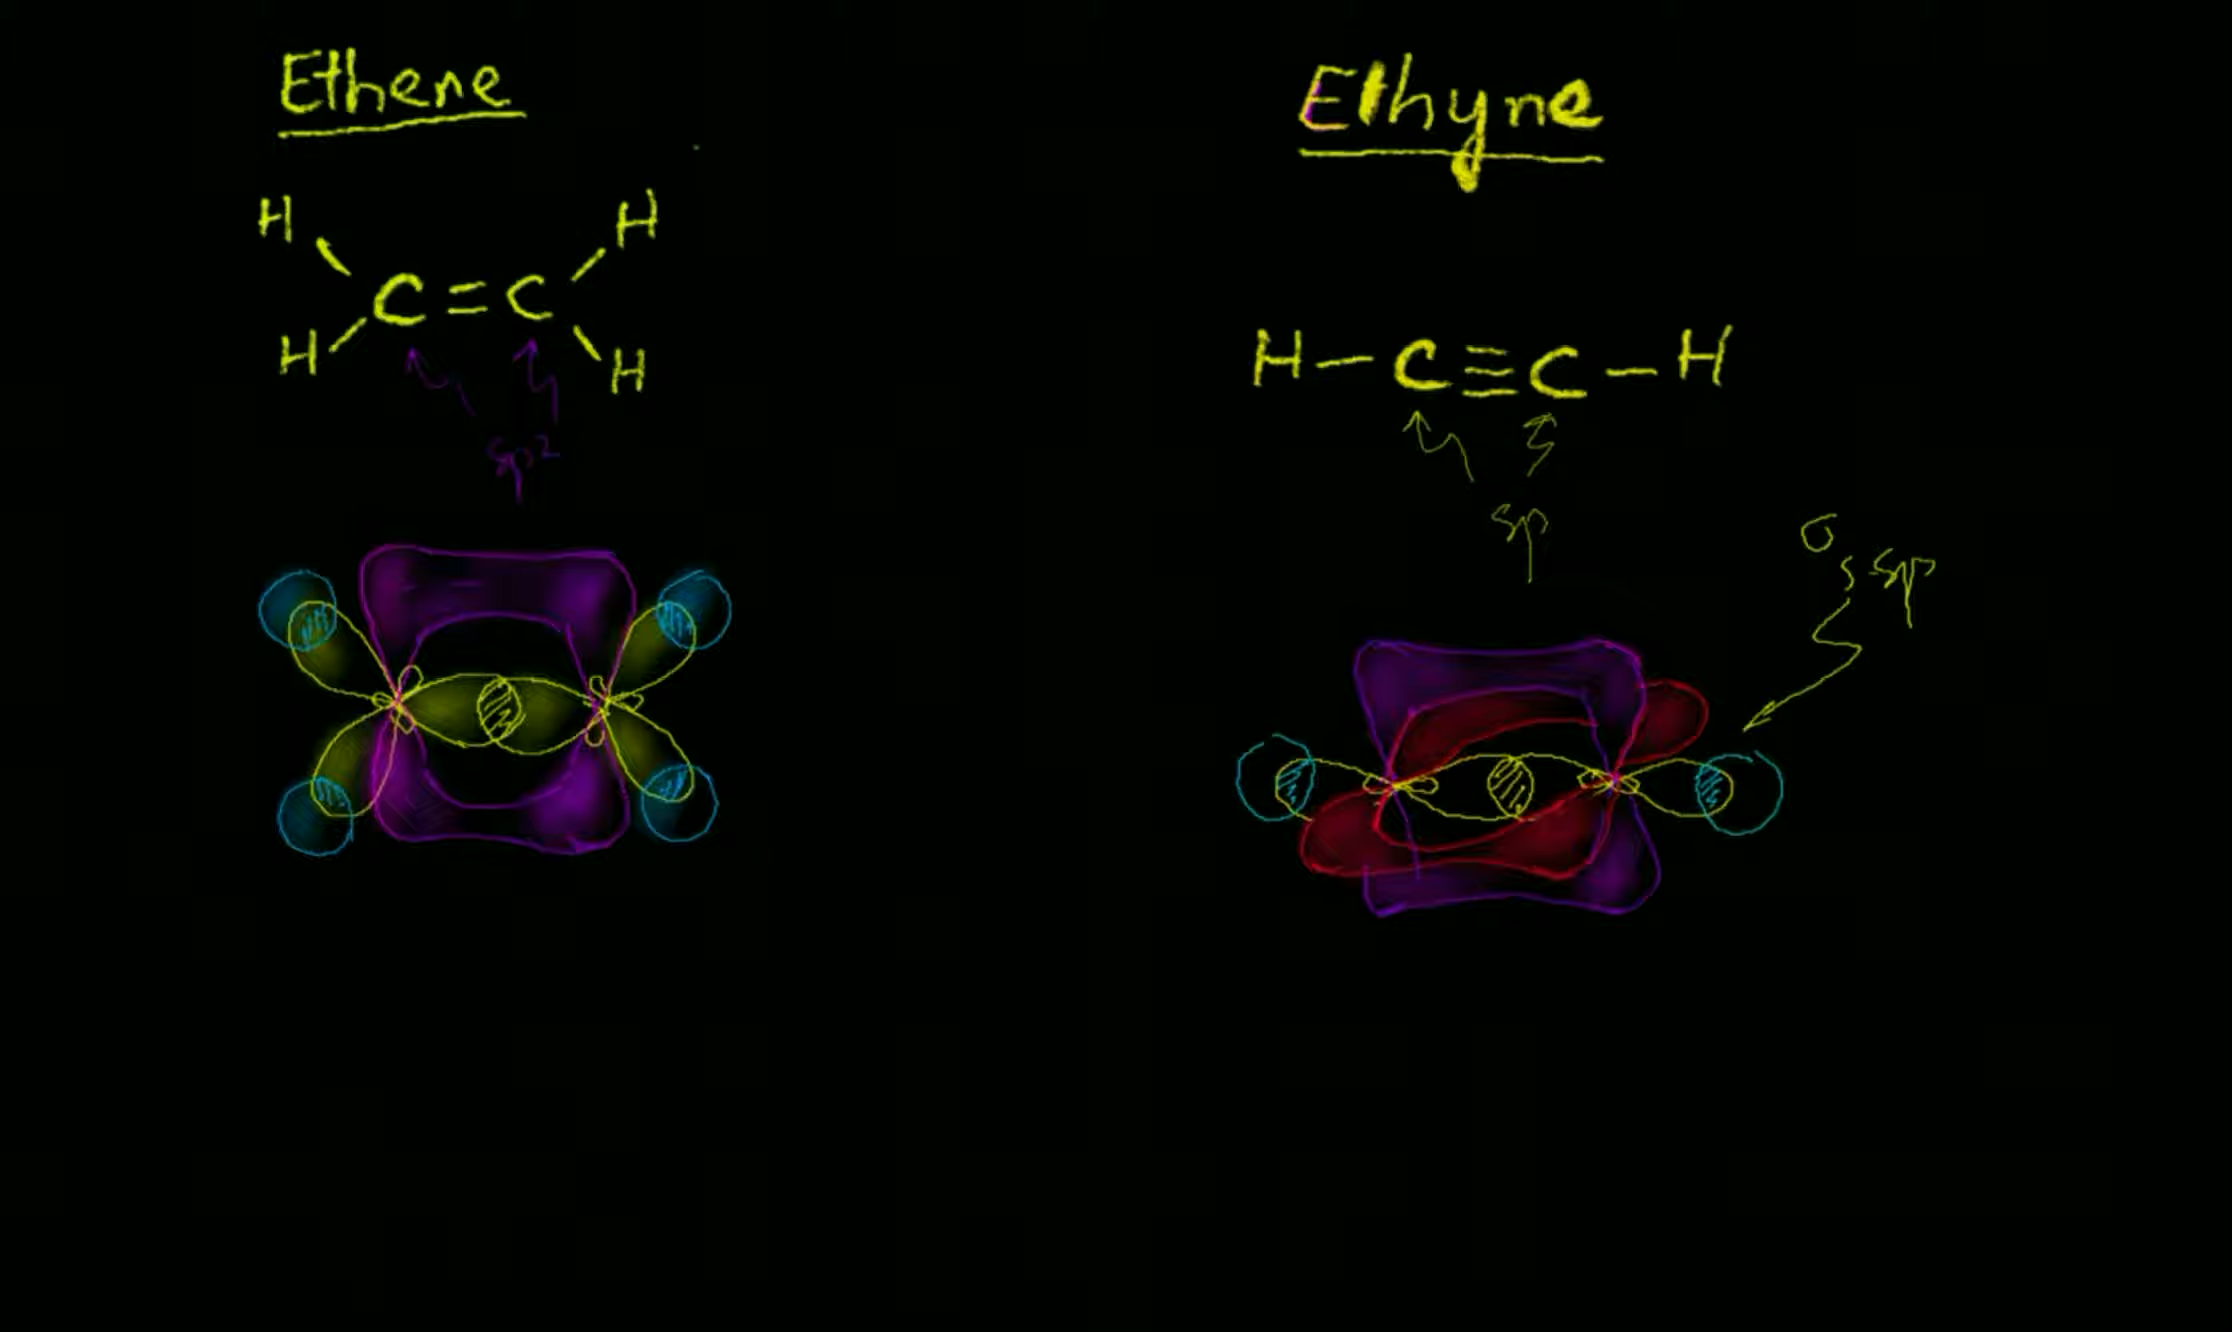 Ethene
H H
C=C
H H
sp2
Ethyne
H-C≡C-H
sp
σ s-sp